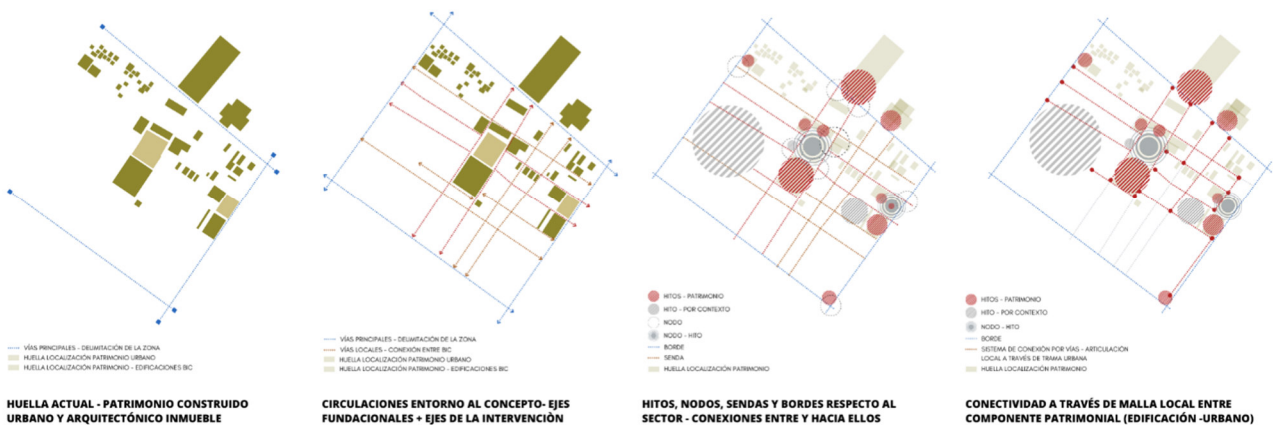 VÍAS PRINCIPALES - DELIMITACIÓN DE LA ZONA
HUELLA LOCALIZACIÓN PATRIMONIO URBANO
HUELLA LOCALIZACIÓN PATRIMONIO - EDIFICACIONES BIC
HUELLA ACTUAL - PATRIMONIO CONSTRUIDO
URBANO Y ARQUITECTÓNICO INMUEBLE
VÍAS PRINCIPALES - DELIMITACIÓN DE LA ZONA
VÍAS LOCALES - CONEXIÓN ENTRE BIC
HUELLA LOCALIZACIÓN PATRIMONIO URBANO
HUELLA LOCALIZACIÓN PATRIMONIO - EDIFICACIONES BIC
CIRCULACIONES ENTORNO AL CONCEPTO- EJES
FUNDACIONALES + EJES DE LA INTERVENCIÒN
HITOS - PATRIMONIO
HITO - POR CONTEXTO
NODO
NODO - HITO
BORDE
SENDA
HUELLA LOCALIZACIÓN PATRIMONIO
HITOS, NODOS, SENDAS Y BORDES RESPECTO AL
SECTOR - CONEXIONES ENTRE Y HACIA ELLOS
HITOS - PATRIMONIO
HITO - POR CONTEXTO
NODO - HITO
BORDE
SISTEMA DE CONEXIÓN POR VÍAS - ARTICULACIÓN
LOCAL A TRAVÉS DE TRAMA URBANA
HUELLA LOCALIZACIÓN PATRIMONIO
CONECTIVIDAD A TRAVÉS DE MALLA LOCAL ENTRE
COMPONENTE PATRIMONIAL (EDIFICACIÓN -URBANO)